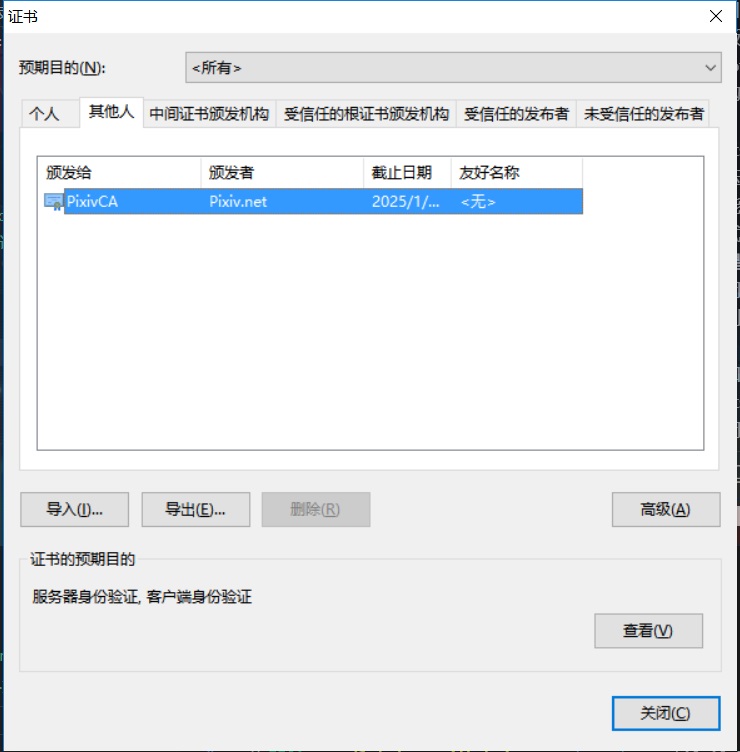 证书
预期目的(N): <所有>
个人 其他人 中间证书颁发机构 受信任的根证书颁发机构 受信任的发布者 未受信任的发布者
颁发给 颁发者 截止日期 友好名称
PixivCA Pixiv.net 2025/1/... <无>
导入(I)... 导出(E)... 删除(R) 高级(A)
证书的预期目的
服务器身份验证, 客户端身份验证
查看(V)
关闭(C)